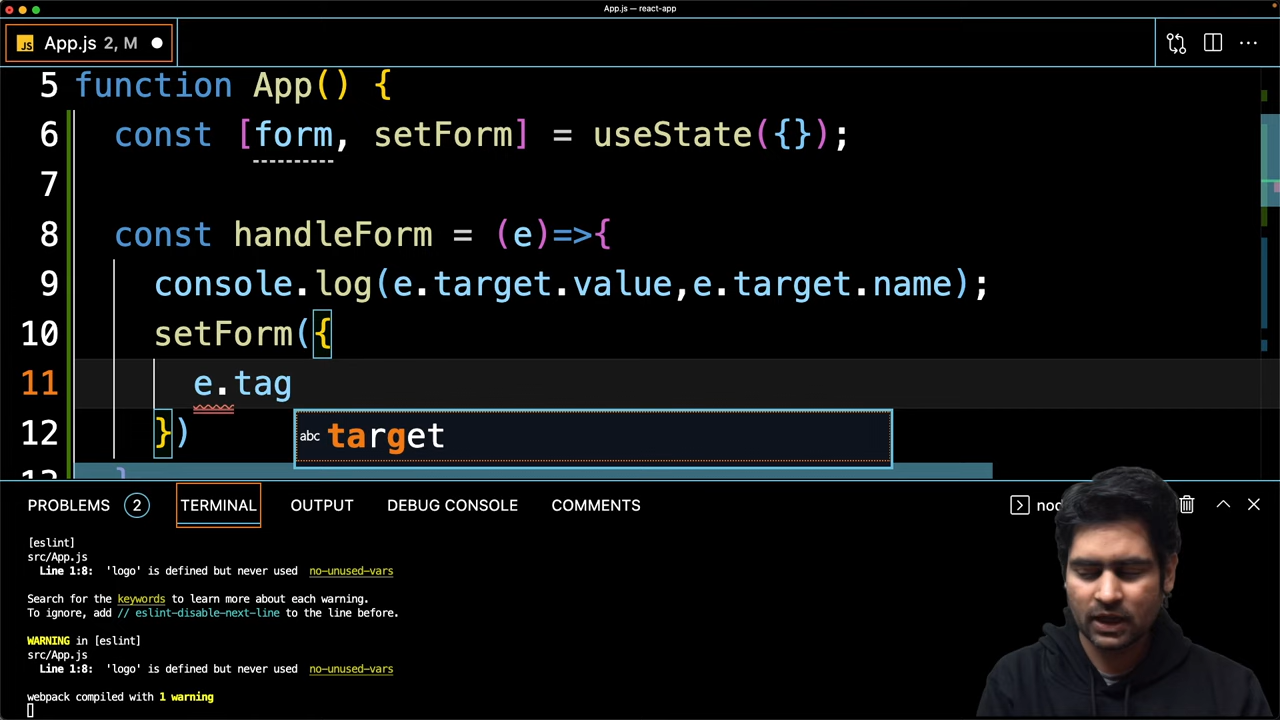 App.js — react-app
JS App.js 2, M
5 function App() {
6 const [form, setForm] = useState({});
7
8 const handleForm = (e)=>{
9 console.log(e.target.value,e.target.name);
10 setForm({
11 e.tag
abc target
12 })
PROBLEMS 2 TERMINAL OUTPUT DEBUG CONSOLE COMMENTS
[eslint]
src/App.js
Line 1:8: 'logo' is defined but never used no-unused-vars
Search for the keywords to learn more about each warning.
To ignore, add // eslint-disable-next-line to the line before.
WARNING in [eslint]
src/App.js
Line 1:8: 'logo' is defined but never used no-unused-vars
webpack compiled with 1 warning